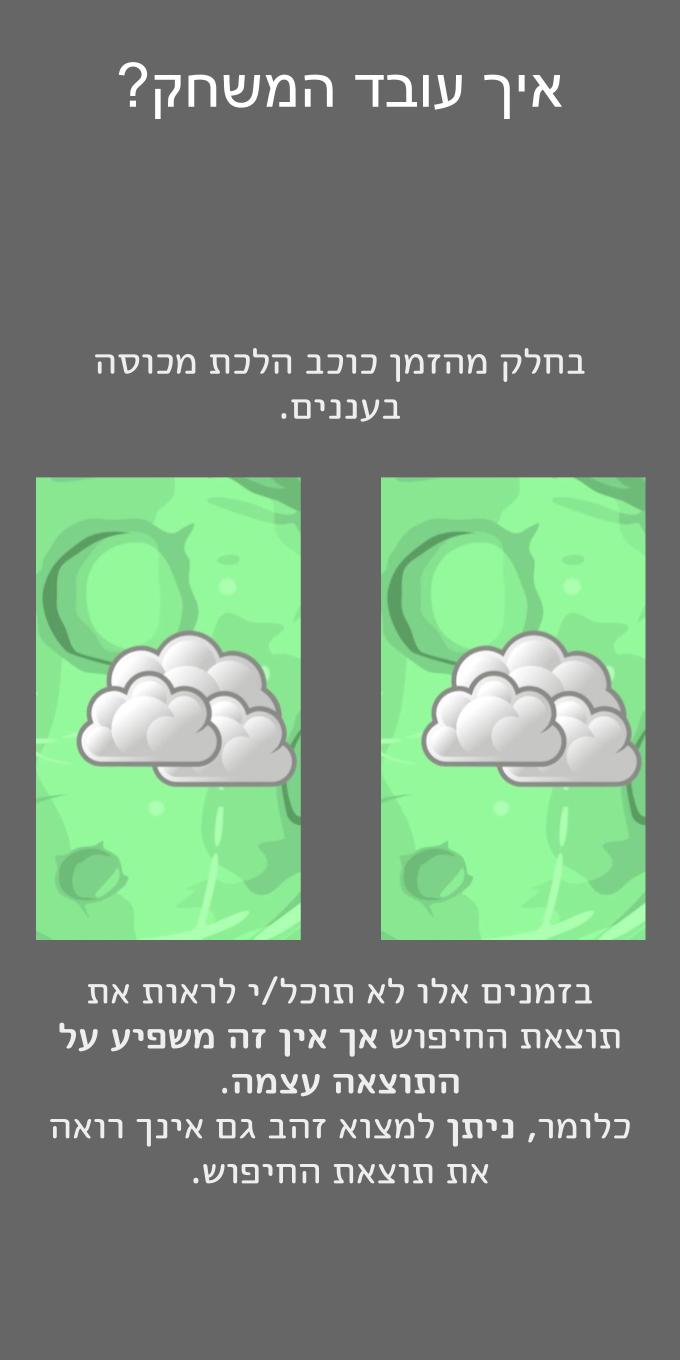 איך עובד המשחק?
בחלק מהזמן כוכב הלכת מכוסה
בעננים.
בזמנים אלו לא תוכל/י לראות את
תוצאת החיפוש אך אין זה משפיע על
התוצאה עצמה.
כלומר, ניתן למצוא זהב גם אינך רואה
את תוצאת החיפוש.